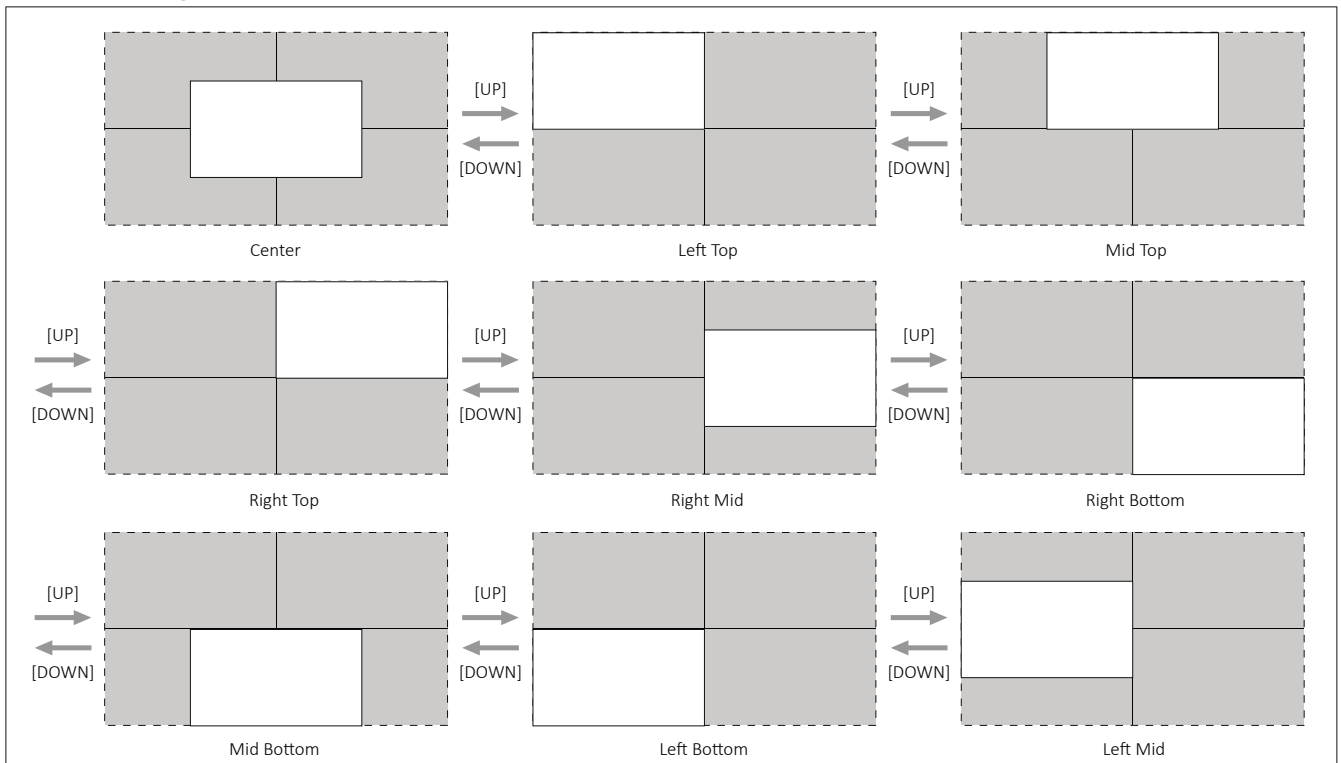 [UP]
[DOWN]
[UP]
[DOWN]
Center
Left Top
Mid Top
[UP]
[DOWN]
[UP]
[DOWN]
[UP]
[DOWN]
Right Top
Right Mid
Right Bottom
[UP]
[DOWN]
[UP]
[DOWN]
[UP]
[DOWN]
Mid Bottom
Left Bottom
Left Mid